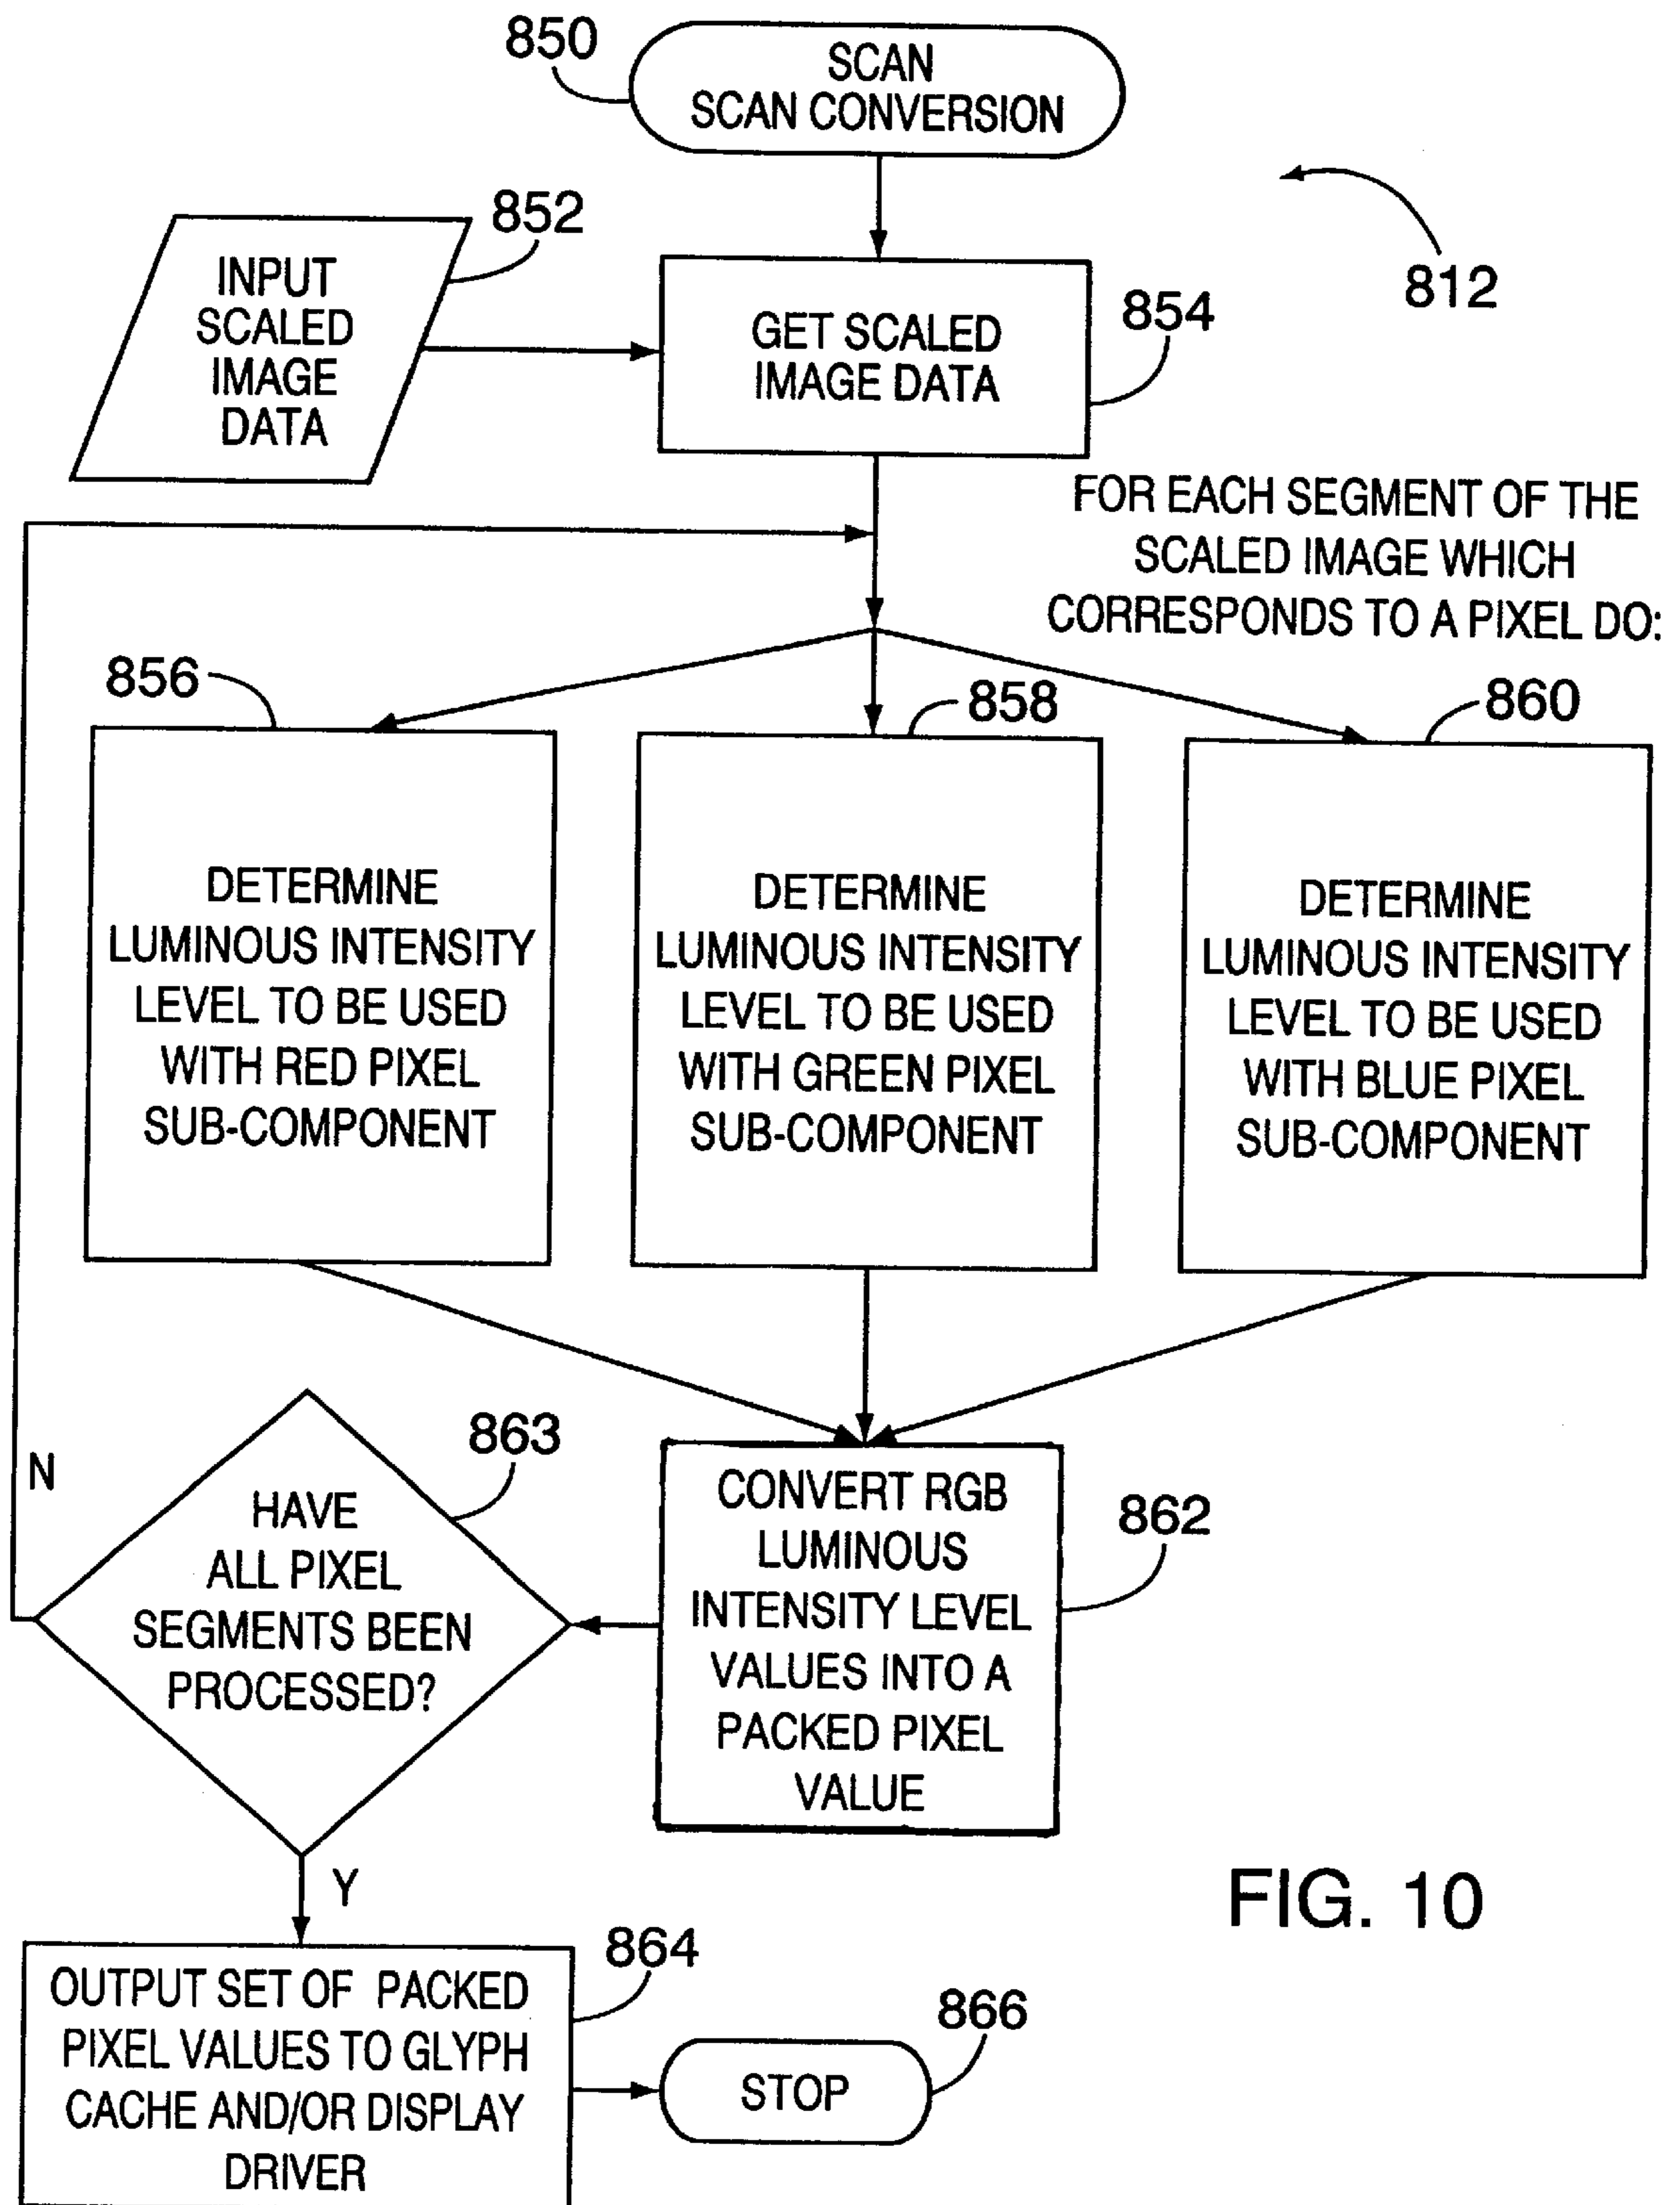 850
SCAN
SCAN CONVERSION
852
INPUT
SCALED
IMAGE
DATA
GET SCALED
IMAGE DATA
854
812
FOR EACH SEGMENT OF THE
SCALED IMAGE WHICH
CORRESPONDS TO A PIXEL DO:
856
858
860
DETERMINE
LUMINOUS INTENSITY
LEVEL TO BE USED
WITH RED PIXEL
SUB-COMPONENT
DETERMINE
LUMINOUS INTENSITY
LEVEL TO BE USED
WITH GREEN PIXEL
SUB-COMPONENT
DETERMINE
LUMINOUS INTENSITY
LEVEL TO BE USED
WITH BLUE PIXEL
SUB-COMPONENT
N
863
HAVE
ALL PIXEL
SEGMENTS BEEN
PROCESSED?
CONVERT RGB
LUMINOUS
INTENSITY LEVEL
VALUES INTO A
PACKED PIXEL
VALUE
862
Y
864
OUTPUT SET OF PACKED
PIXEL VALUES TO GLYPH
CACHE AND/OR DISPLAY
DRIVER
STOP
866
FIG. 10